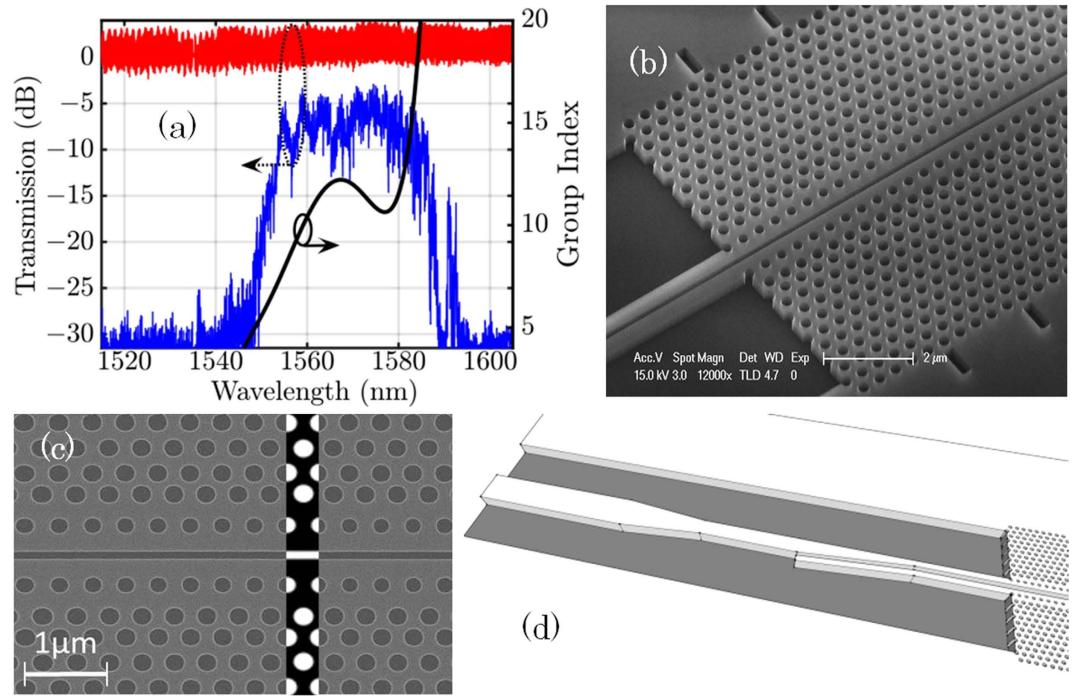 20
0
−5
−10
−15
−20
−25
−30
Transmission (dB)
(a)
15
10
5
Group Index
1520
1540
1560
1580
1600
Wavelength (nm)
(b)
Acc.V Spot Magn Det WD Exp
15.0 kV 3.0 12000x TLD 4.7 0
2 μm
(c)
1μm
(d)